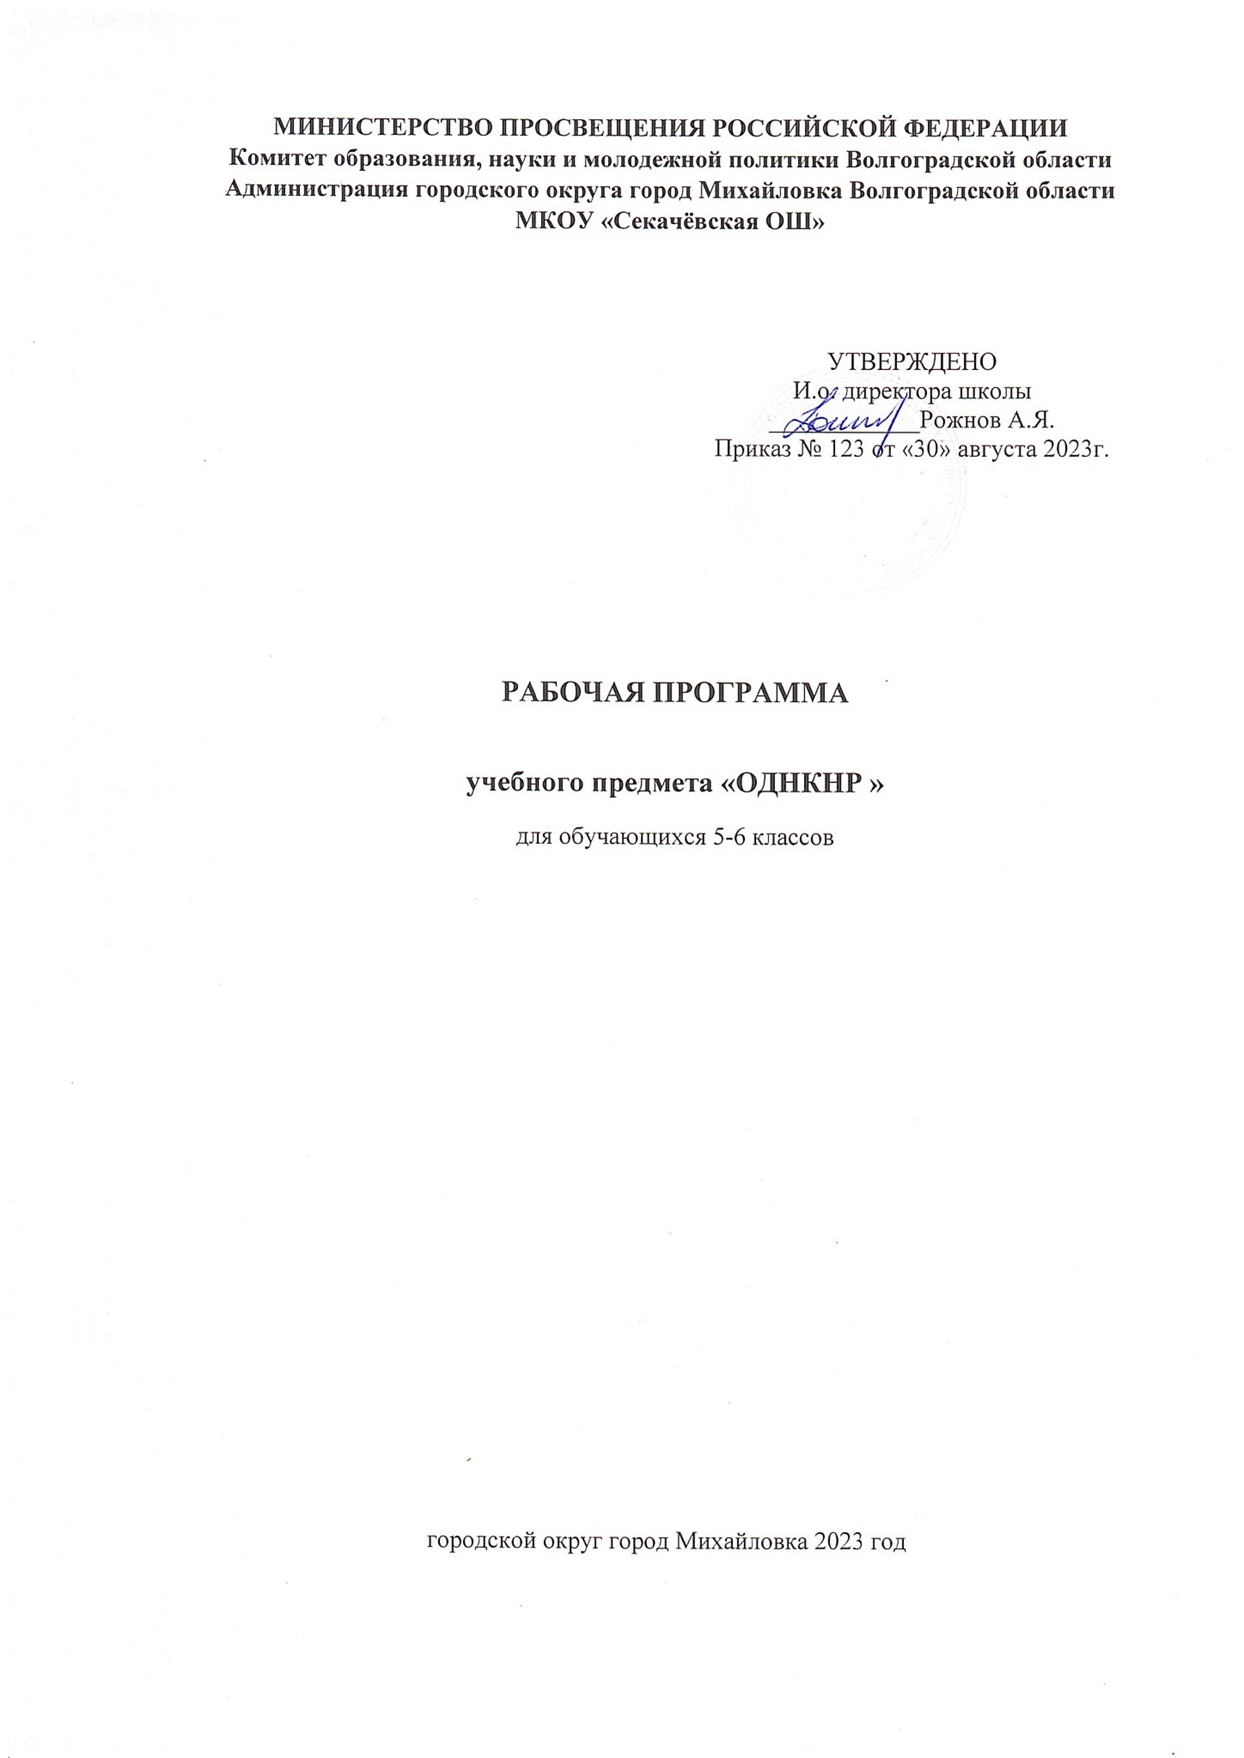 МИНИСТЕРСТВО ПРОСВЕЩЕНИЯ РОССИЙСКОЙ ФЕДЕРАЦИИ
Комитет образования, науки и молодежной политики Волгоградской области
Администрация городского округа город Михайловка Волгоградской области
МКОУ «Секачёвская ОШ»
УТВЕРЖДЕНО
И.о. директора школы
Рожнов А.Я.
Приказ № 123 от «30» августа 2023г.
РАБОЧАЯ ПРОГРАММА
учебного предмета «ОДНКНР »
для обучающихся 5-6 классов
городской округ город Михайловка 2023 год